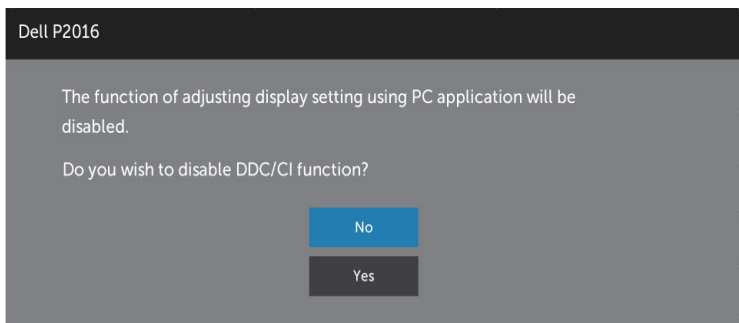 Dell P2016
The function of adjusting display setting using PC application will be
disabled.
Do you wish to disable DDC/CI function?
No
Yes